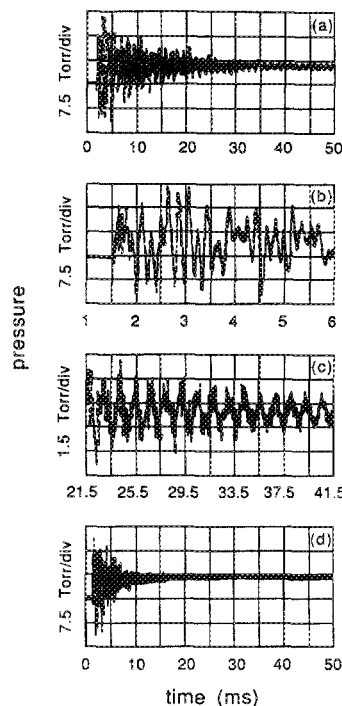 (a)
7.5 Torr/div
0 10 20 30 40 50
(b)
7.5 Torr/div
1 2 3 4 5 6
pressure
(c)
1.5 Torr/div
21.5 25.5 29.5 33.5 37.5 41.5
(d)
7.5 Torr/div
0 10 20 30 40 50
time (ms)